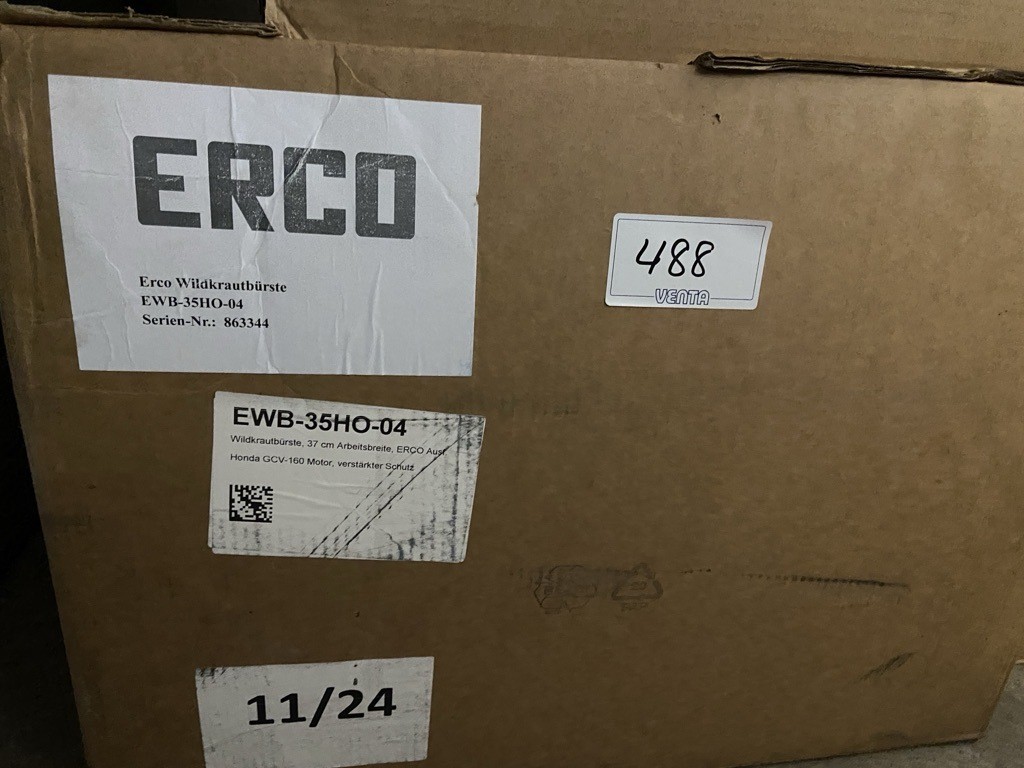 ERCO
Erco Wildkrautbürste
EWB-35HO-04
Serien-Nr.: 863344
488
VENTA
EWB-35HO-04
Wildkrautbürste, 37 cm Arbeitsbreite, ERCO Ausf
Honda GCV-160 Motor, verstärkter Schutz
11/24